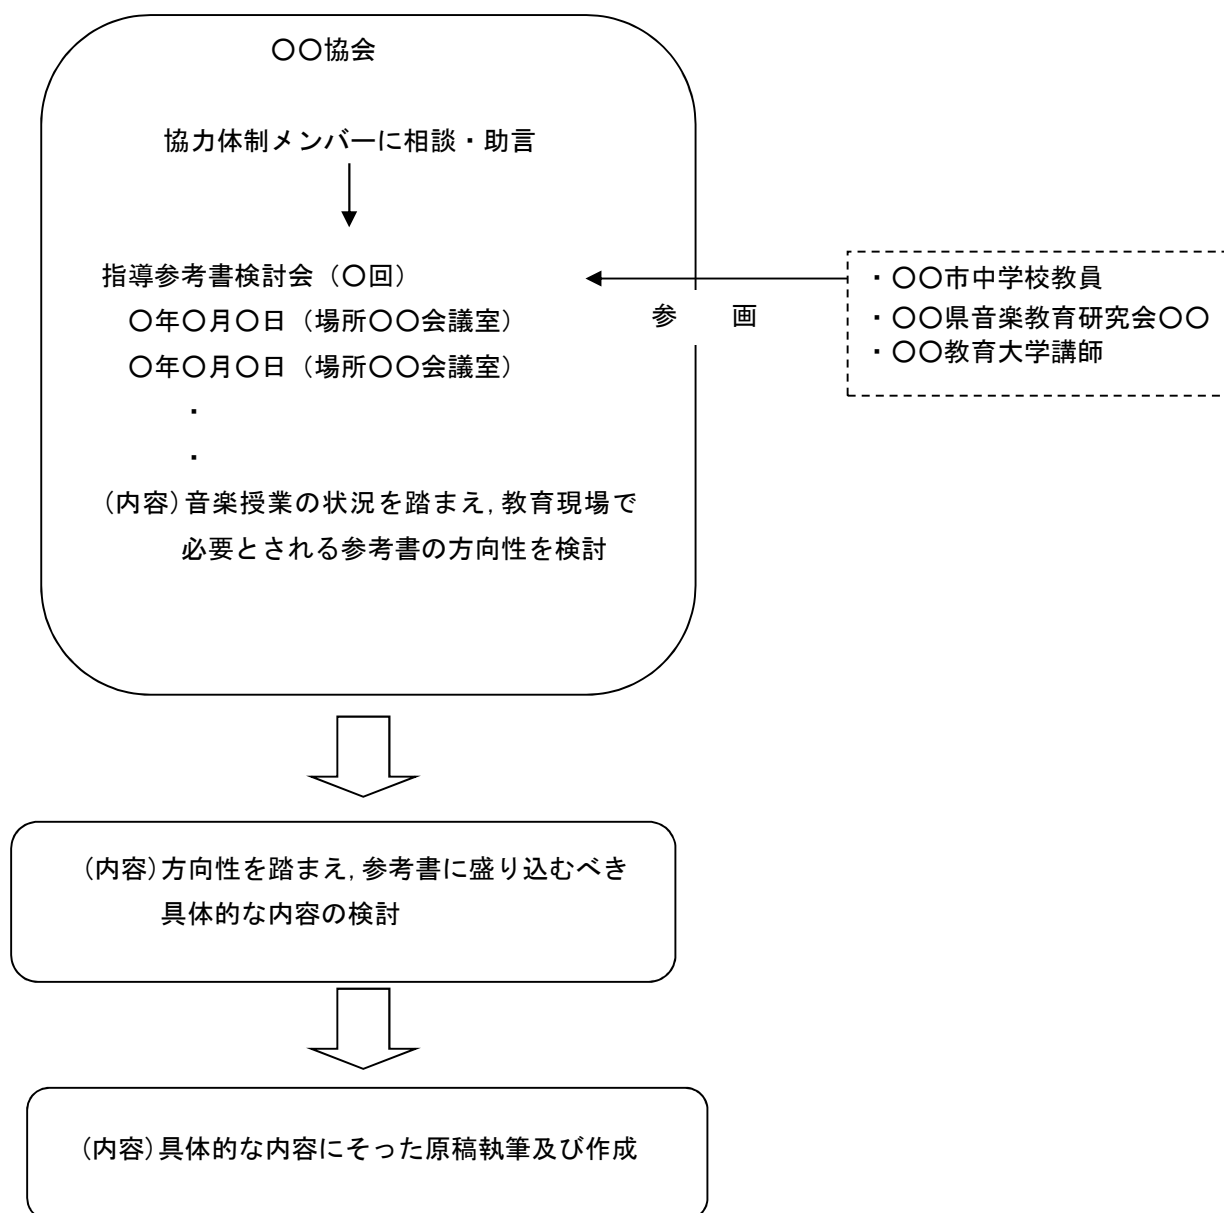 〇〇協会
協力体制メンバーに相談・助言
指導参考書検討会（〇回）
〇年〇月〇日（場所〇〇会議室）
〇年〇月〇日（場所〇〇会議室）
・
・
（内容）音楽授業の状況を踏まえ，教育現場で
必要とされる参考書の方向性を検討
参　画
・〇〇市中学校教員
・〇〇県音楽教育研究会〇〇
・〇〇教育大学講師
（内容）方向性を踏まえ，参考書に盛り込むべき
具体的な内容の検討
（内容）具体的な内容にそった原稿執筆及び作成